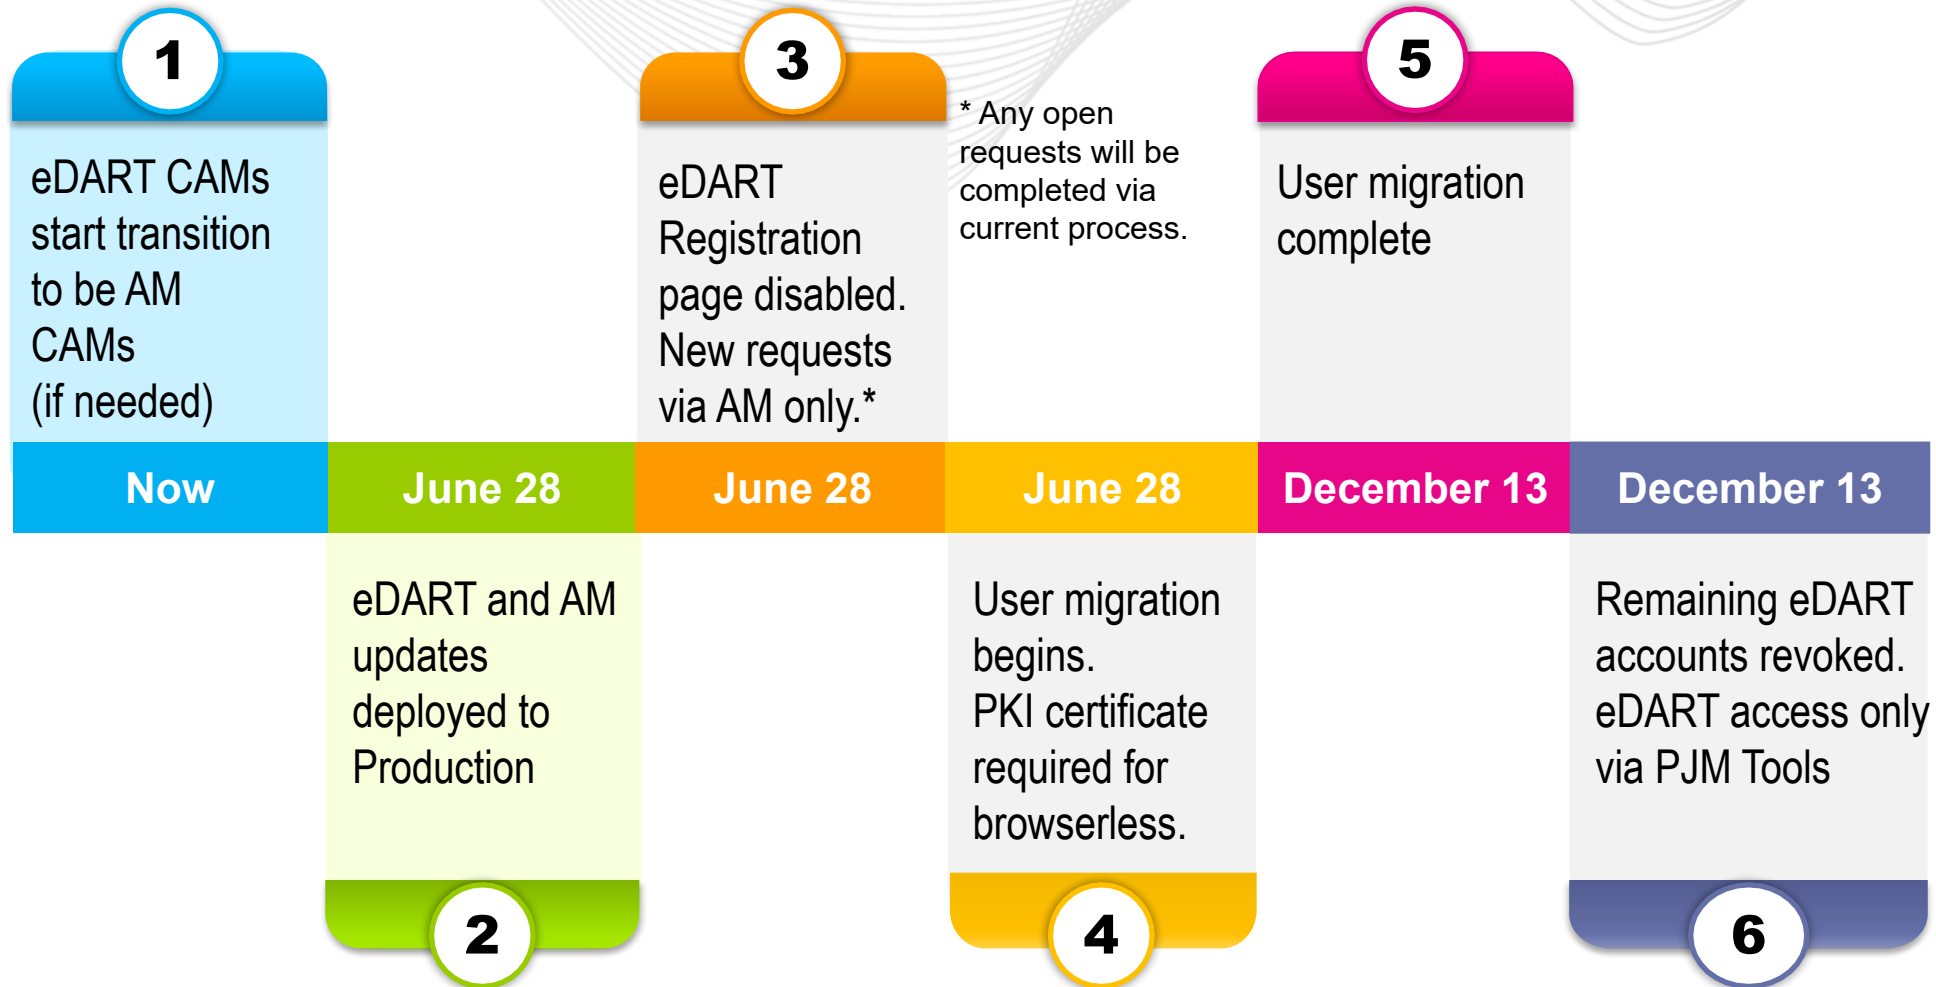 1
eDART CAMs
start transition
to be AM
CAMs
(if needed)
Now
June 28
eDART and AM
updates
deployed to
Production
2
3
eDART
Registration
page disabled.
New requests
via AM only.*
* Any open
requests will be
completed via
current process.
June 28
June 28
User migration
begins.
PKI certificate
required for
browserless.
4
5
User migration
complete
December 13
December 13
Remaining eDART
accounts revoked.
eDART access only
via PJM Tools
6